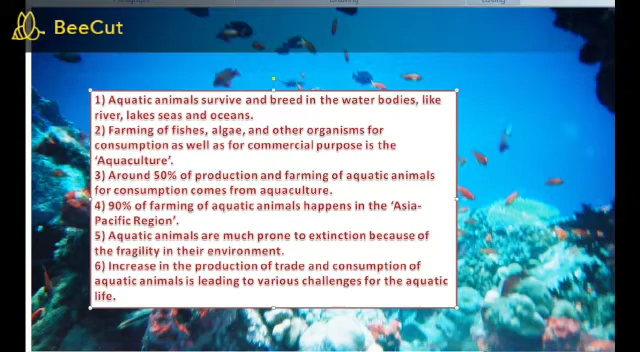 BeeCut
1) Aquatic animals survive and breed in the water bodies, like
river, lakes seas and oceans.
2) Farming of fishes, algae, and other organisms for
consumption as well as for commercial purpose is the
‘Aquaculture’.
3) Around 50% of production and farming of aquatic animals
for consumption comes from aquaculture.
4) 90% of farming of aquatic animals happens in the ‘Asia-
Pacific Region’.
5) Aquatic animals are much prone to extinction because of
the fragility in their environment.
6) Increase in the production of trade and consumption of
aquatic animals is leading to various challenges for the aquatic
life.